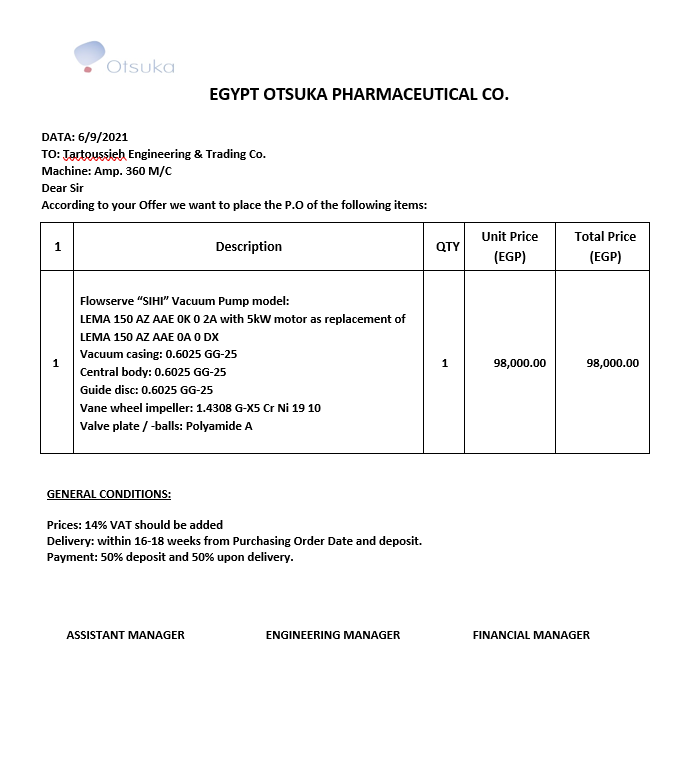 Otsuka
EGYPT OTSUKA PHARMACEUTICAL CO.
DATA: 6/9/2021
TO: Tartoussieh Engineering & Trading Co.
Machine: Amp. 360 M/C
Dear Sir
According to your Offer we want to place the P.O of the following items:
1 Description QTY Unit Price (EGP) Total Price (EGP)
Flowserve “SIHI” Vacuum Pump model:
LEMA 150 AZ AAE 0K 0 2A with 5kW motor as replacement of
LEMA 150 AZ AAE 0A 0 DX
Vacuum casing: 0.6025 GG-25
1 Central body: 0.6025 GG-25 1 98,000.00 98,000.00
Guide disc: 0.6025 GG-25
Vane wheel impeller: 1.4308 G-X5 Cr Ni 19 10
Valve plate / -balls: Polyamide A
GENERAL CONDITIONS:
Prices: 14% VAT should be added
Delivery: within 16-18 weeks from Purchasing Order Date and deposit.
Payment: 50% deposit and 50% upon delivery.
ASSISTANT MANAGER ENGINEERING MANAGER FINANCIAL MANAGER